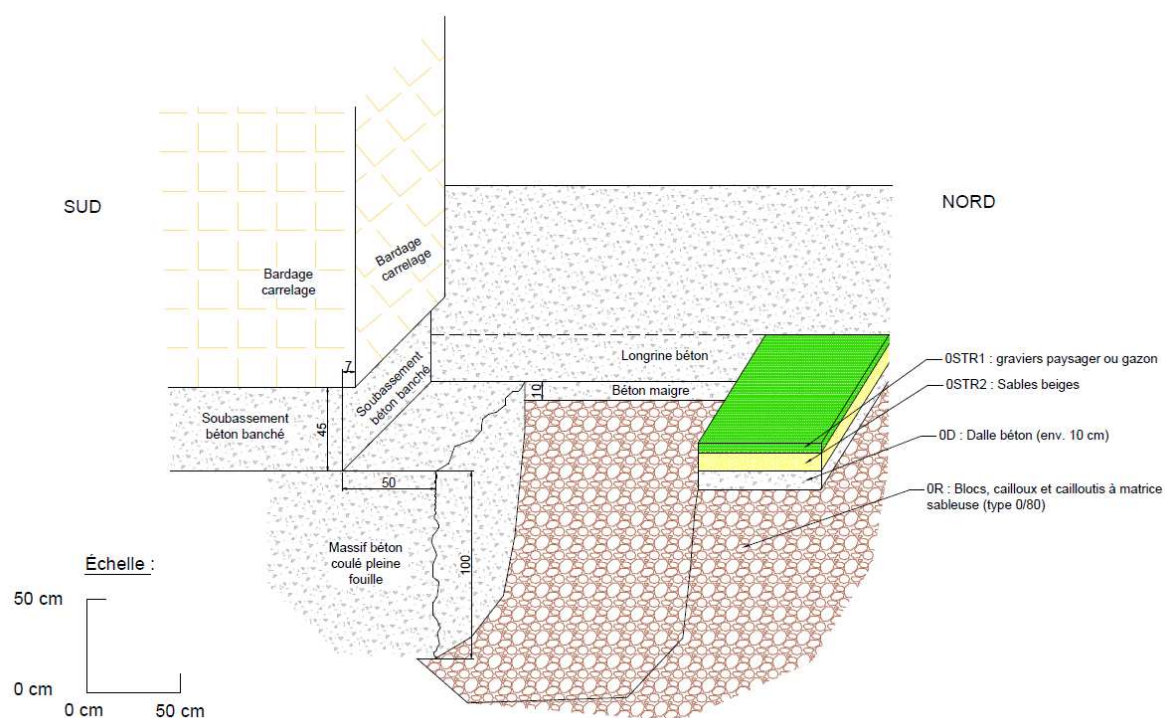 SUD
NORD
Bardage
carrelage
Bardage
carrelage
7
Soubassement
béton banché
Soubassement
béton banché
45
50
Longrine béton
10
Béton maigre
0STR1 : graviers paysager ou gazon
0STR2 : Sables beiges
0D : Dalle béton (env. 10 cm)
0R : Blocs, cailloux et cailloutis à matrice
sableuse (type 0/80)
Massif béton
coulé pleine
fouille
100
Échelle :
50 cm
0 cm
0 cm
50 cm